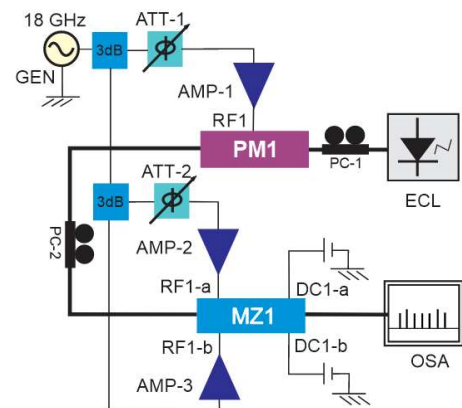 18 GHz
ATT-1
3dB
ϕ
GEN
AMP-1
RF1
PM1
PC-1
ECL
ATT-2
3dB
ϕ
PC-2
AMP-2
RF1-a
DC1-a
MZ1
RF1-b
DC1-b
OSA
AMP-3